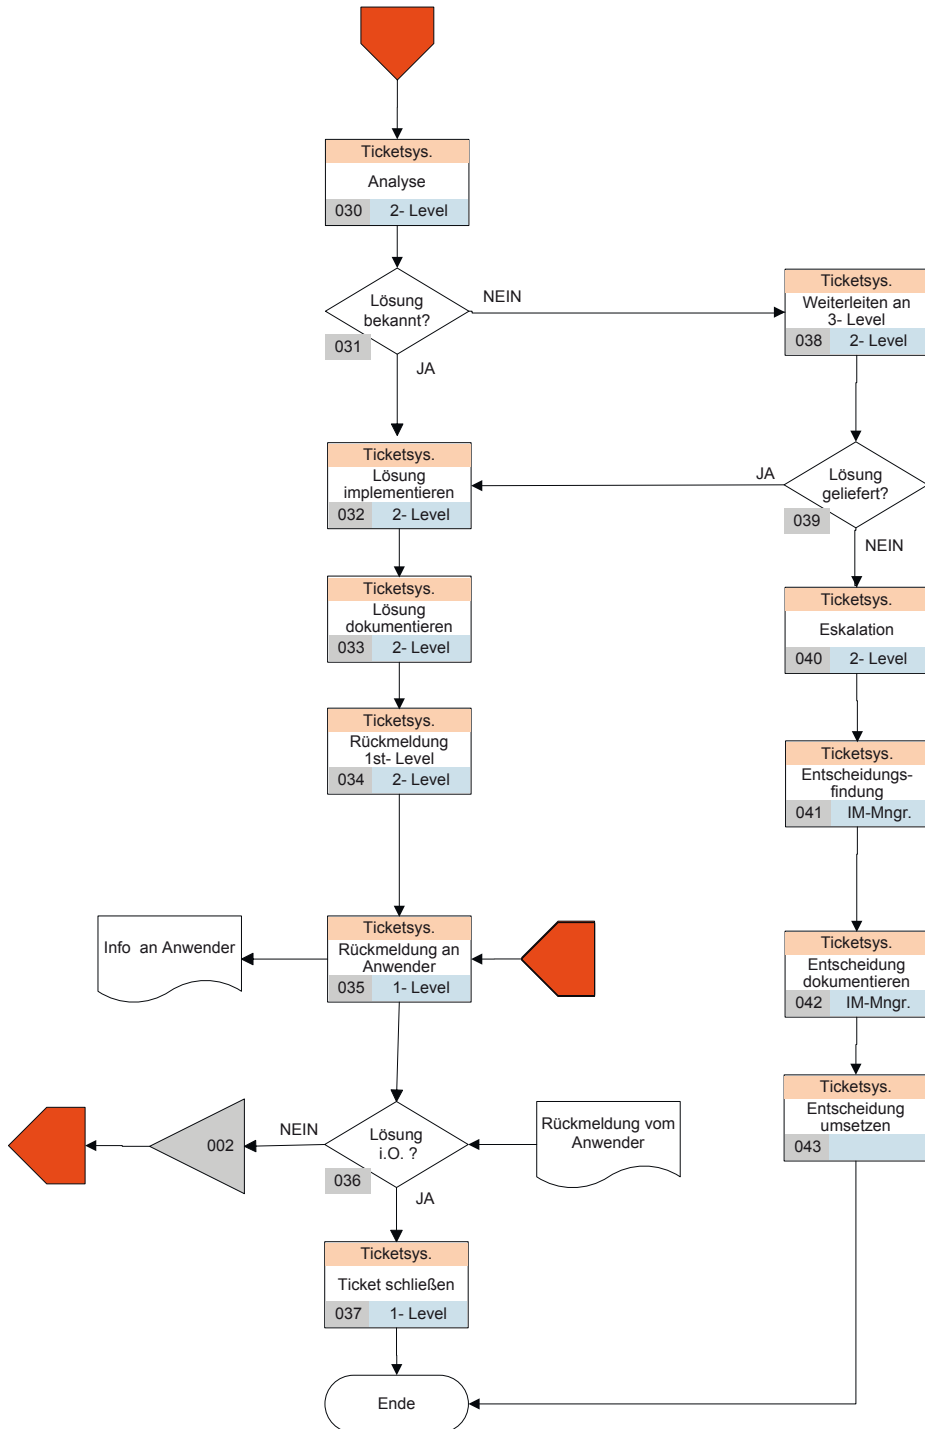 Ticketsys.
Analyse
030 2- Level
Lösung
bekannt?
031
NEIN
JA
Ticketsys.
Weiterleiten an
3- Level
038 2- Level
Ticketsys.
Lösung
implementieren
032 2- Level
JA
Lösung
geliefert?
039
NEIN
Ticketsys.
Lösung
dokumentieren
033 2- Level
Ticketsys.
Eskalation
040 2- Level
Ticketsys.
Rückmeldung
1st- Level
034 2- Level
Ticketsys.
Entscheidungs-
findung
041 IM-Mngr.
Info an Anwender
Ticketsys.
Rückmeldung an
Anwender
035 1- Level
Ticketsys.
Entscheidung
dokumentieren
042 IM-Mngr.
002
NEIN
Lösung
i.O. ?
036
JA
Rückmeldung vom
Anwender
Ticketsys.
Entscheidung
umsetzen
043
Ticketsys.
Ticket schließen
037 1- Level
Ende